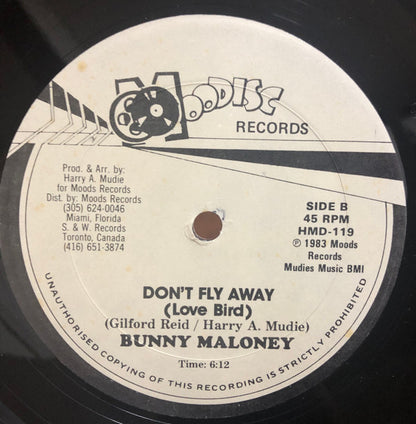 MOODISC
RECORDS
Prod. & Arr. by:
Harry A. Mudie
for Moods Records
Dist. by: Moods Records
(305) 624-0046
Miami, Florida
S. & W. Records
Toronto, Canada
(416) 651-3874
SIDE B
45 RPM
HMD-119
℗ 1983 Moods
Records
Mudies Music BMI
DON'T FLY AWAY
(Love Bird)
(Gilford Reid / Harry A. Mudie)
BUNNY MALONEY
Time: 6:12
UNAUTHORISED COPYING OF THIS RECORDING IS STRICTLY PROHIBITED